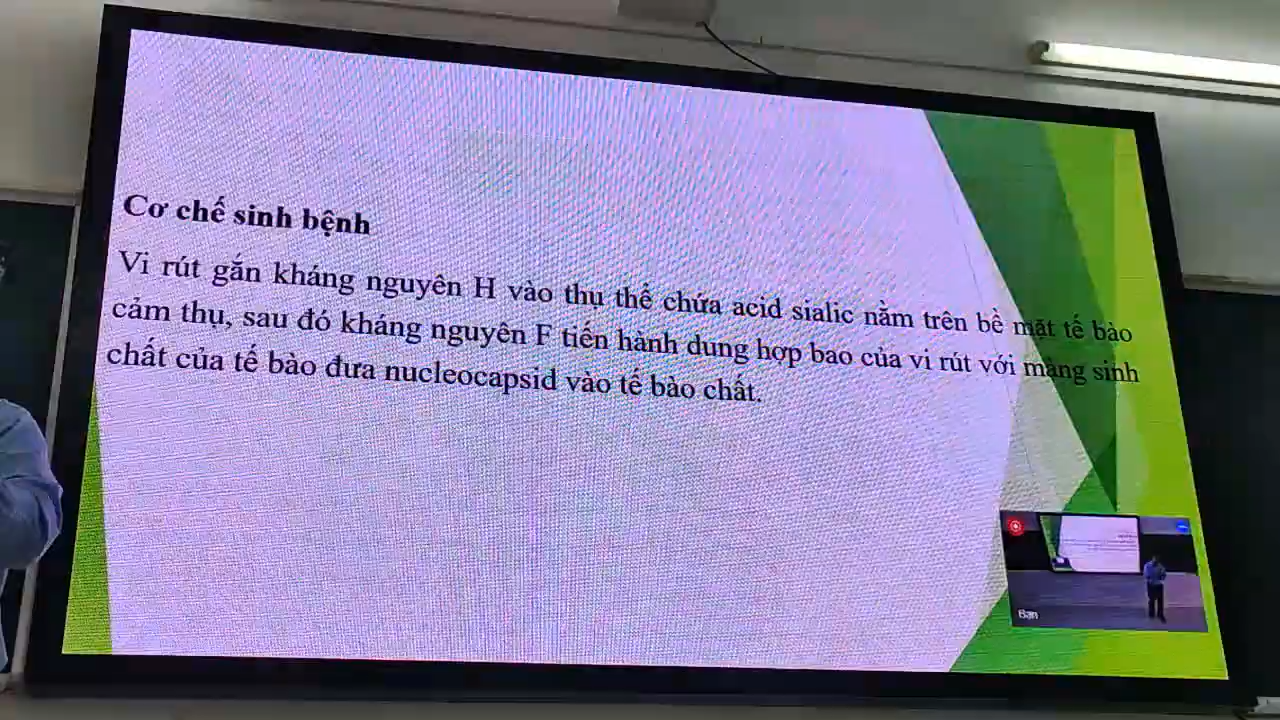 Cơ chế sinh bệnh
Vi rút gắn kháng nguyên H vào thụ thể chứa acid sialic nằm trên bề mặt tế bào
cảm thụ, sau đó kháng nguyên F tiến hành dung hợp bao của vi rút với màng sinh
chất của tế bào đưa nucleocapsid vào tế bào chất.
Bạn